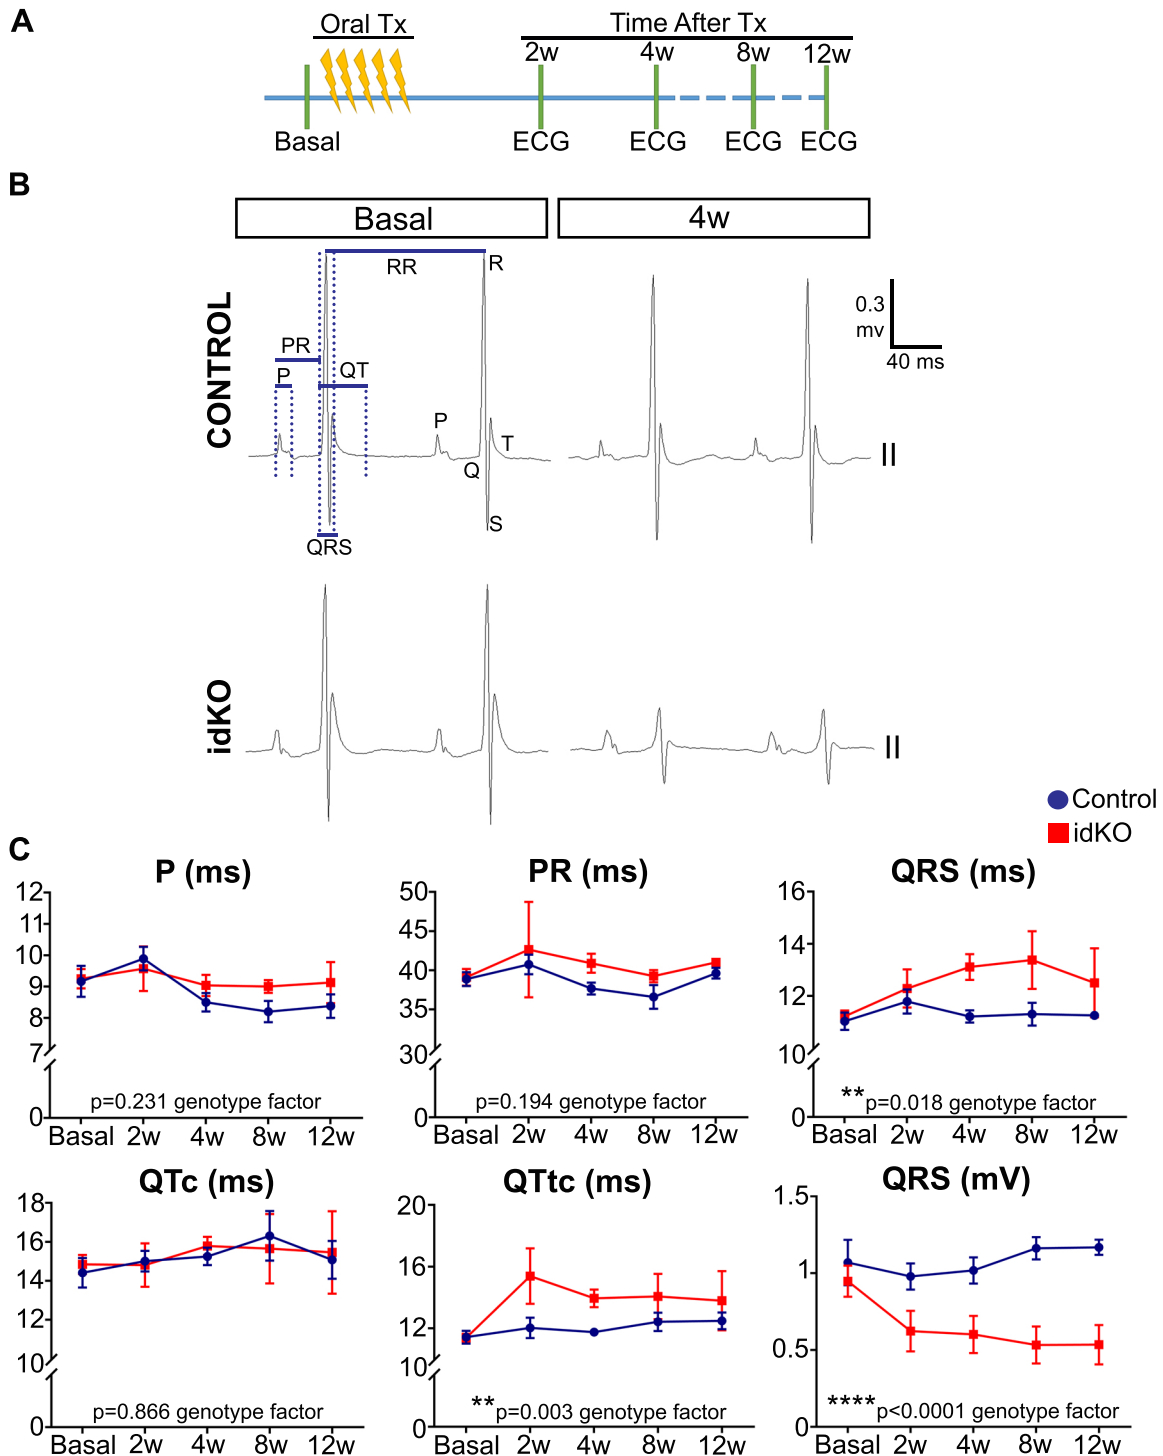 A
Oral Tx
Time After Tx
2w 4w 8w 12w
Basal ECG ECG ECG ECG
B
Basal 4w
CONTROL
RR R
PR
P QT
P
T
Q
S
QRS
0.3
mv
40 ms
II
idKO
II
Control
idKO
C
P (ms)
12
11
10
9
8
7
0
p=0.231 genotype factor
Basal 2w 4w 8w 12w
PR (ms)
50
45
40
35
30
0
p=0.194 genotype factor
Basal 2w 4w 8w 12w
QRS (ms)
16
14
12
10
0
**p=0.018 genotype factor
Basal 2w 4w 8w 12w
QTc (ms)
18
16
14
12
10
0
p=0.866 genotype factor
Basal 2w 4w 8w 12w
QTtc (ms)
20
16
12
10
0
**p=0.003 genotype factor
Basal 2w 4w 8w 12w
QRS (mV)
1.5
1
0.5
0
****p<0.0001 genotype factor
Basal 2w 4w 8w 12w